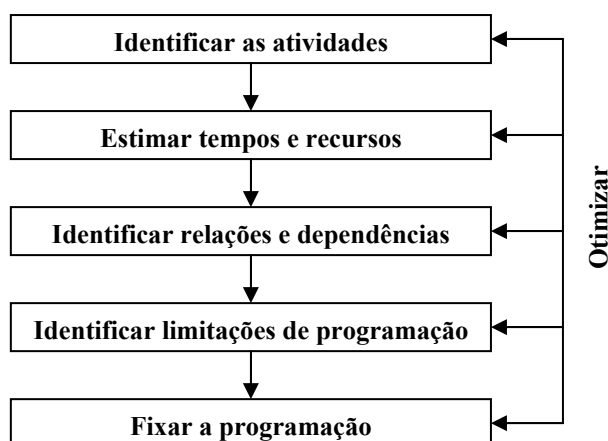 Identificar as atividades
Estimar tempos e recursos
Identificar relações e dependências
Identificar limitações de programação
Fixar a programação
Otimizar